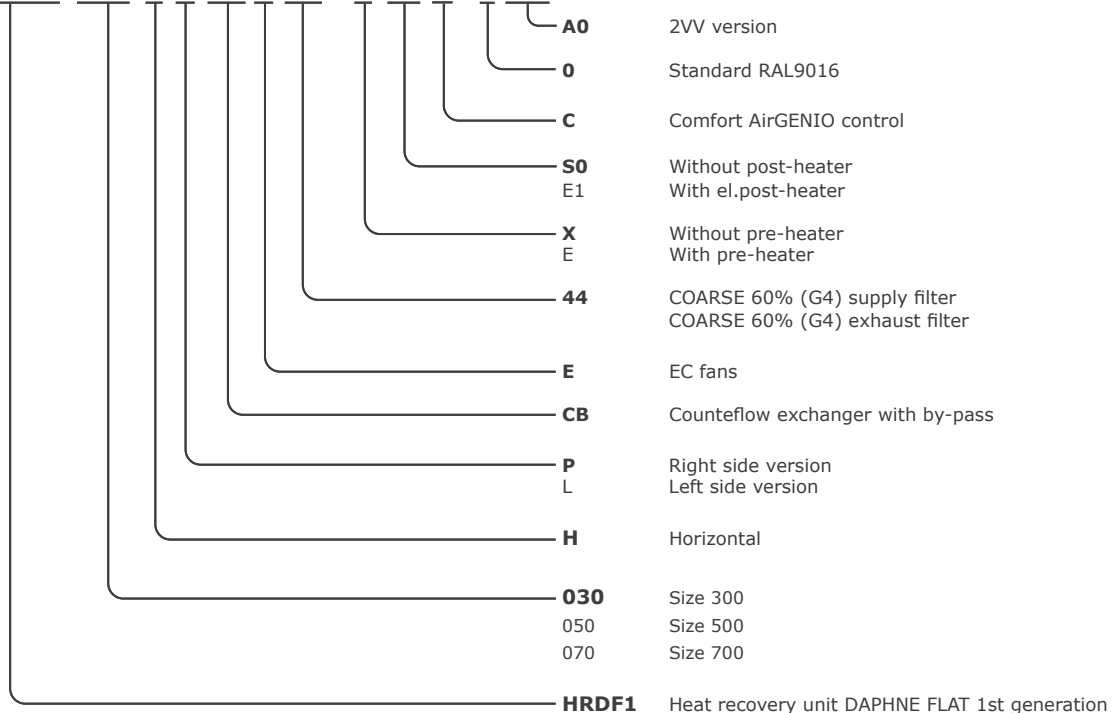 A0 2VV version
0 Standard RAL9016
C Comfort AirGENIO control
S0 Without post-heater
E1 With el.post-heater
X Without pre-heater
E With pre-heater
44 COARSE 60% (G4) supply filter
COARSE 60% (G4) exhaust filter
E EC fans
CB Counteflow exchanger with by-pass
P Right side version
L Left side version
H Horizontal
030 Size 300
050 Size 500
070 Size 700
HRDF1 Heat recovery unit DAPHNE FLAT 1st generation